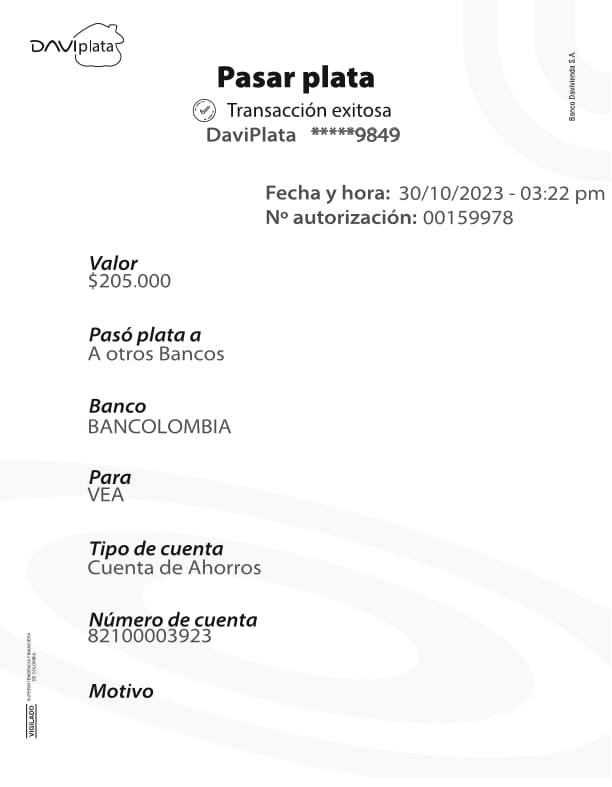 DAVIplata
Banco Davivienda S.A.
Pasar plata
Transacción exitosa
DaviPlata *****9849
Fecha y hora: 30/10/2023 - 03:22 pm
Nº autorización: 00159978
Valor
$205.000
Pasó plata a
A otros Bancos
Banco
BANCOLOMBIA
Para
VEA
Tipo de cuenta
Cuenta de Ahorros
Número de cuenta
82100003923
Motivo
VIGILADO
SUPERINTENDENCIA FINANCIERA
DE COLOMBIA